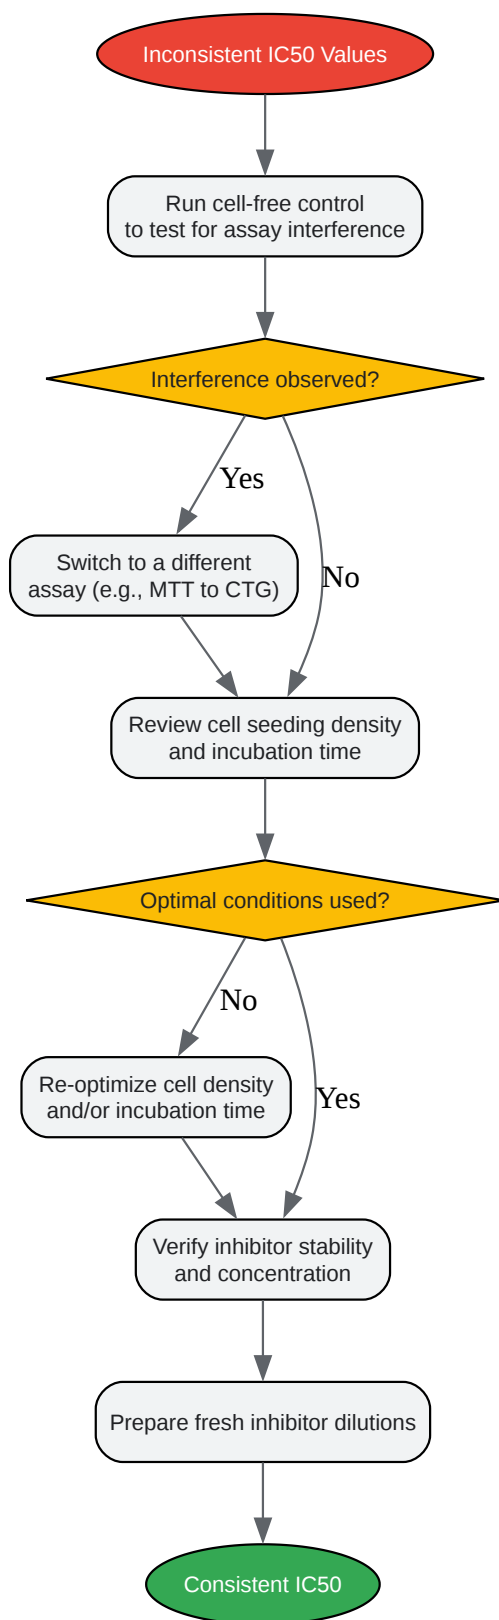 Inconsistent IC50 Values
Run cell-free control
to test for assay interference
Interference observed?
Yes
Switch to a different
assay (e.g., MTT to CTG)
No
Review cell seeding density
and incubation time
Optimal conditions used?
No
Re-optimize cell density
and/or incubation time
Yes
Verify inhibitor stability
and concentration
Prepare fresh inhibitor dilutions
Consistent IC50